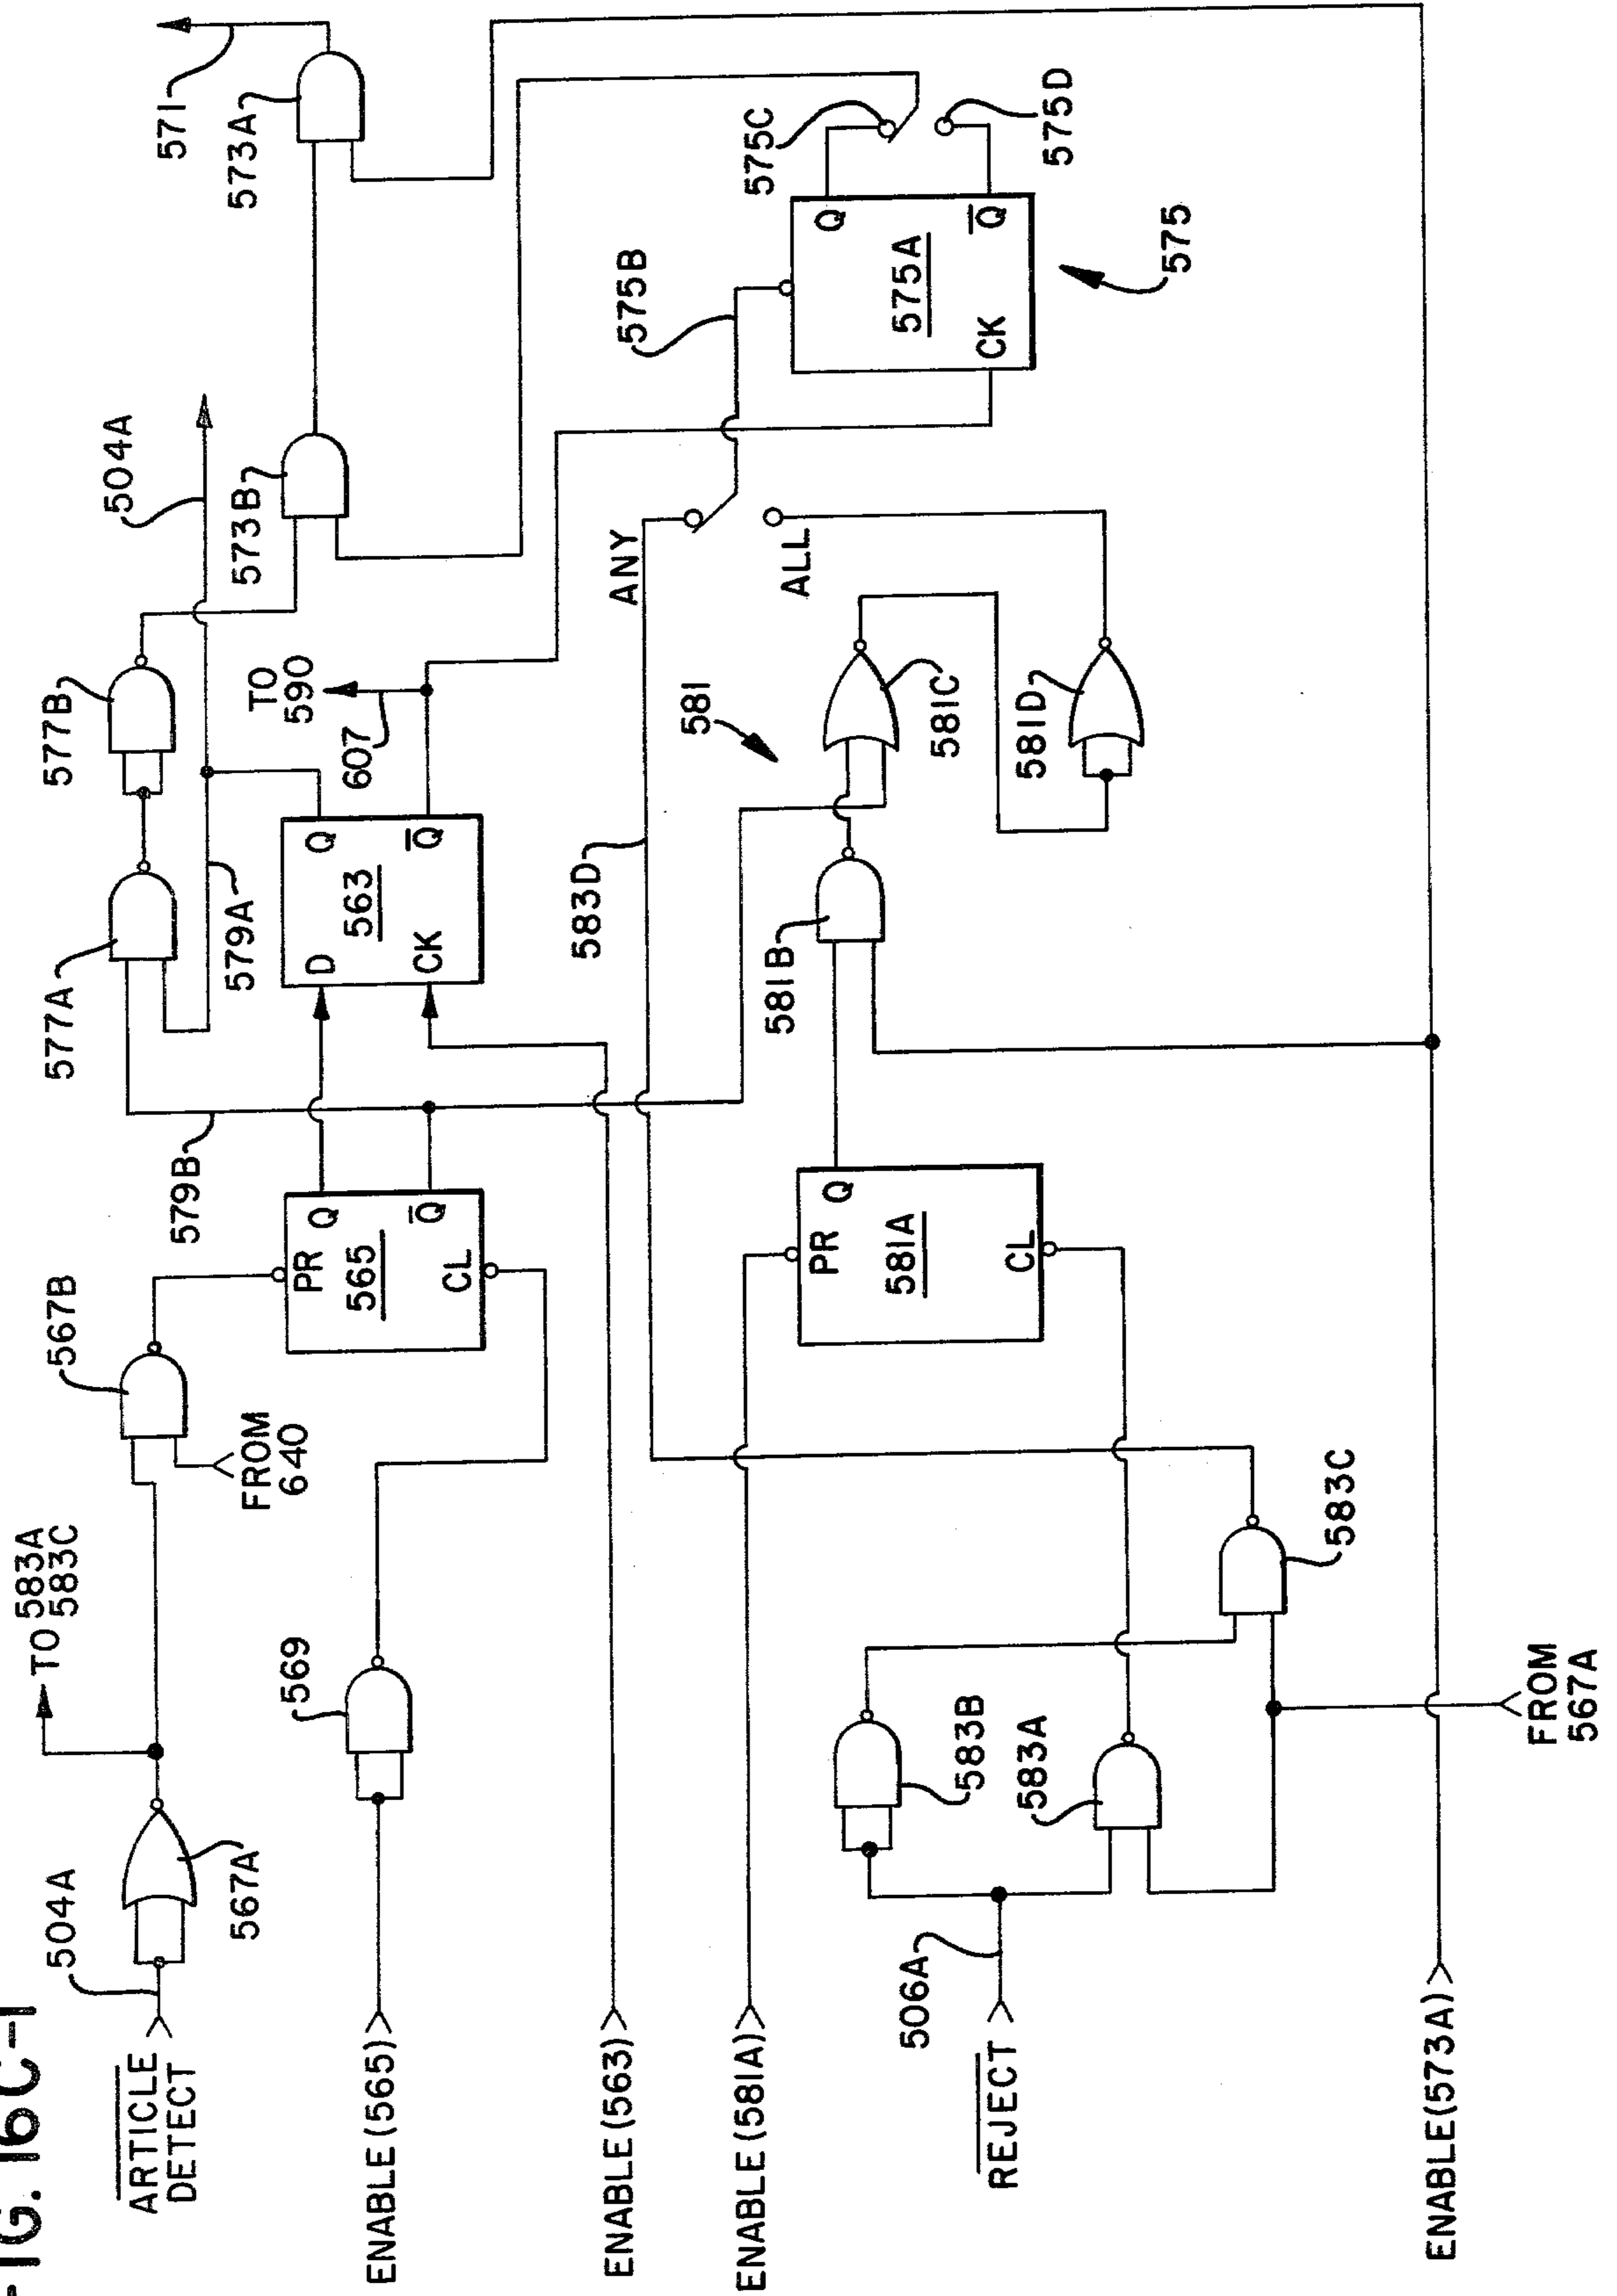 FIG. 16C-1
ARTICLE
DETECT
504A
567A
TO 583A
583C
567B
FROM
640
ENABLE (565)
569
PR
565
CL
Q
Q
579B
577A
577B
579A
504A
D
563
CK
Q
Q
607
TO
590
573B
573A
571
ENABLE (563)
ENABLE (581A)
PR
581A
CL
Q
583D
ANY
ALL
581
581B
581C
581D
575B
Q
575A
CK
Q
575
575C
575D
REJECT
506A
583B
583A
583C
FROM
567A
ENABLE (573A)